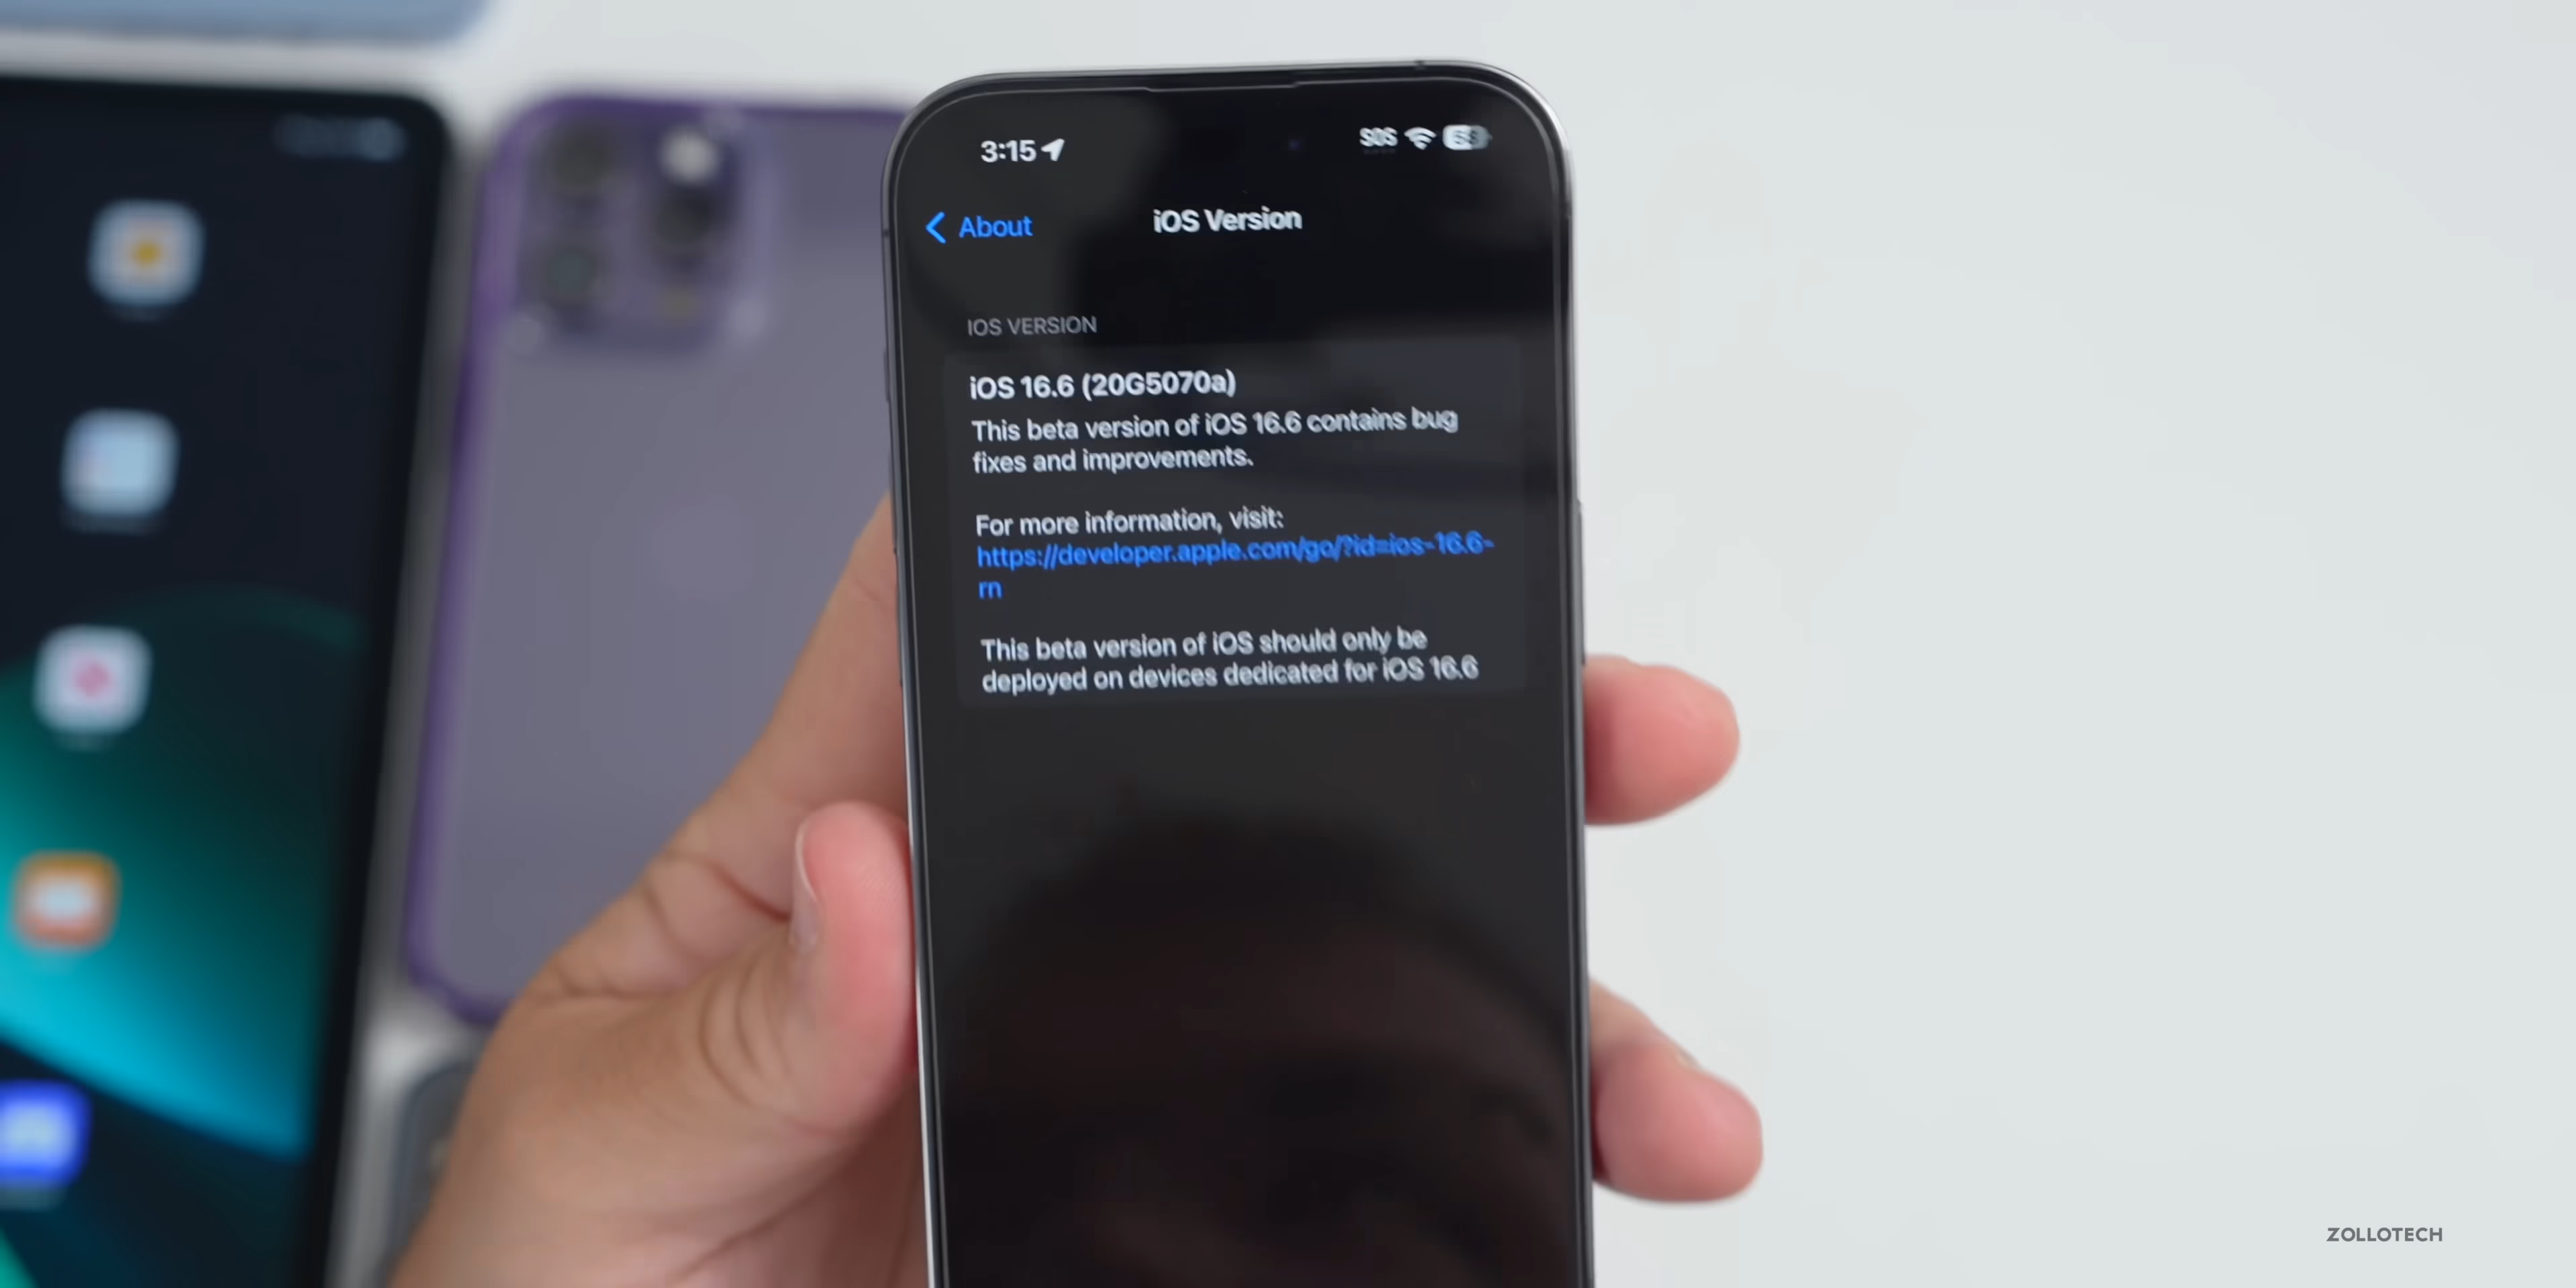 3:15
SOS
68
About
iOS Version
IOS VERSION
iOS 16.6 (20G5070a)
This beta version of iOS 16.6 contains bug
fixes and improvements.
For more information, visit:
https://developer.apple.com/go/?id=ios-16.6-
rn
This beta version of iOS should only be
deployed on devices dedicated for iOS 16.6
ZOLLOTECH